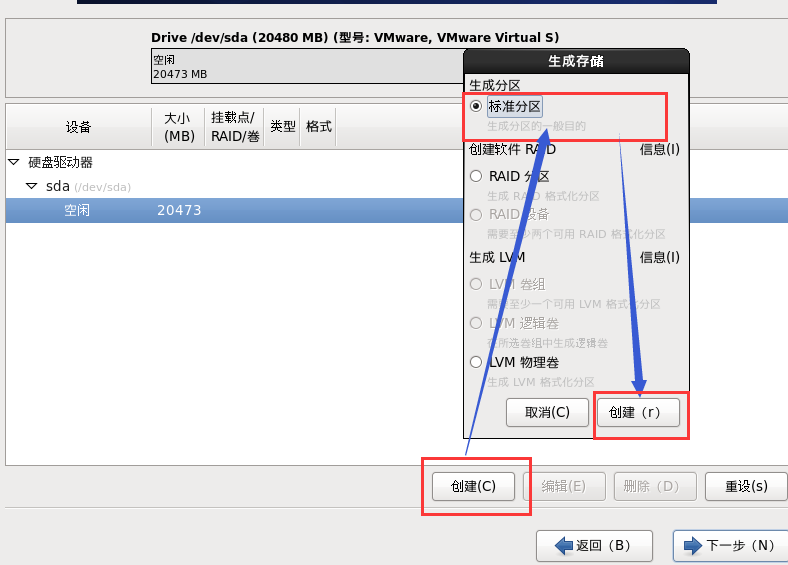 Drive /dev/sda (20480 MB) (型号: VMware, VMware Virtual S)
空闲
20473 MB
设备
大小
(MB)
挂载点/
RAID/卷
类型
格式
硬盘驱动器
sda (/dev/sda)
空闲 20473
生成存储
生成分区
标准分区
生成分区的一般目的
创建软件 RAID 信息(I)
RAID 分区
生成 RAID 格式化分区
RAID 设备
需要至少两个可用 RAID 格式化分区
生成 LVM 信息(I)
LVM 卷组
需要至少一个可用 LVM 格式化分区
LVM 逻辑卷
在所选卷组中生成逻辑卷
LVM 物理卷
生成 LVM 格式化分区
取消(C) 创建（r）
创建(C) 编辑(E) 删除（D） 重设(s)
返回（B） 下一步（N）